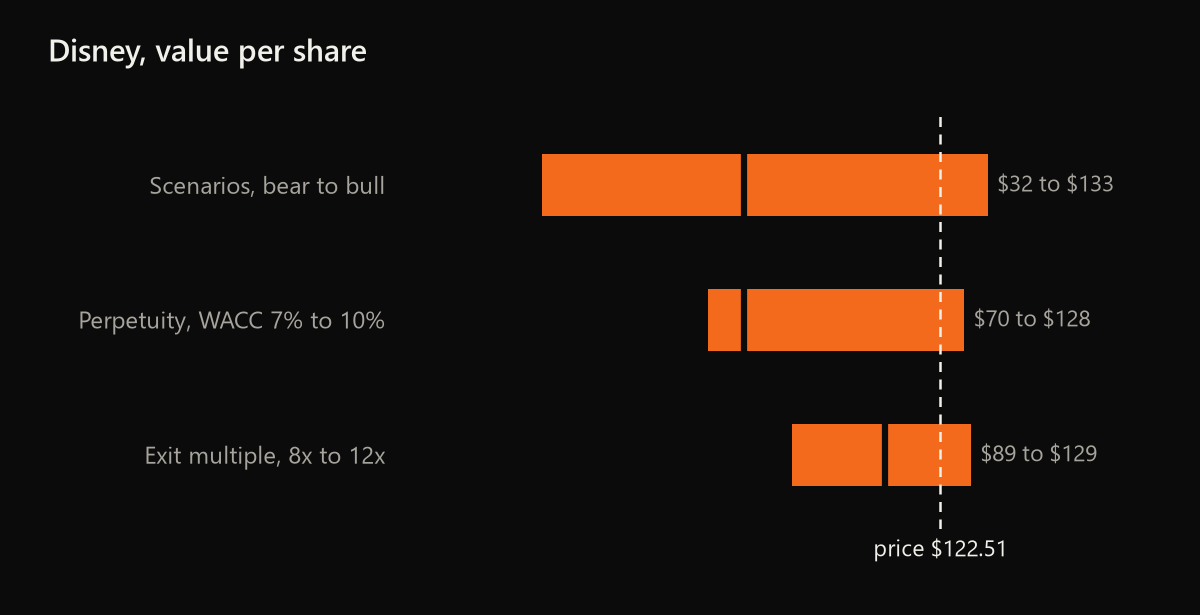 Disney, value per share
Scenarios, bear to bull
$32 to $133
Perpetuity, WACC 7% to 10%
$70 to $128
Exit multiple, 8x to 12x
$89 to $129
price $122.51